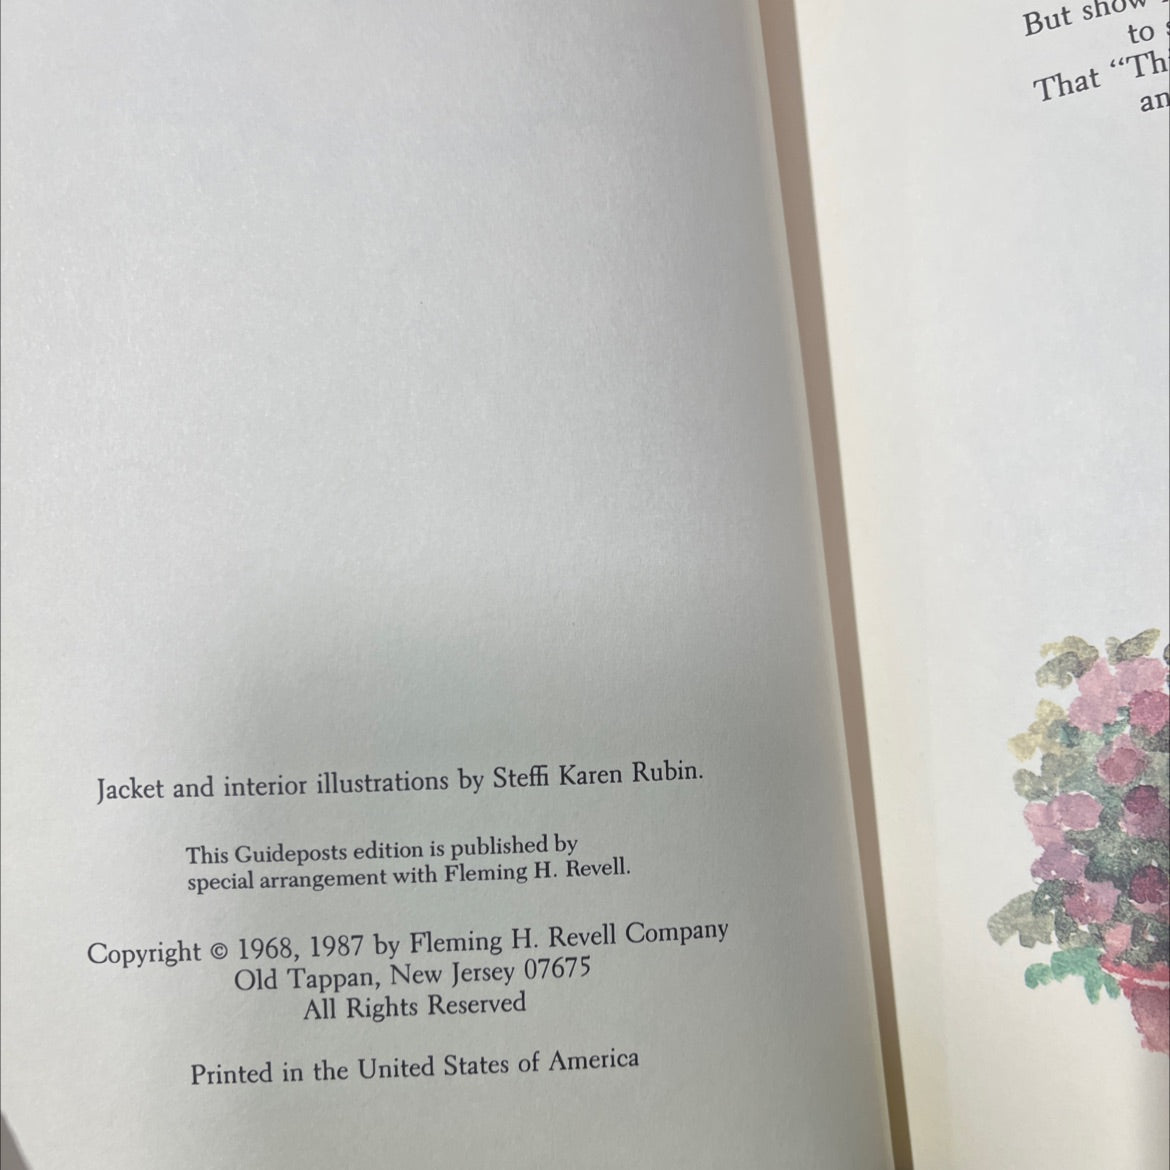 Jacket and interior illustrations by Steffi Karen Rubin.
This Guideposts edition is published by
special arrangement with Fleming H. Revell.
Copyright © 1968, 1987 by Fleming H. Revell Company
Old Tappan, New Jersey 07675
All Rights Reserved
Printed in the United States of America
But show
to
That “Th
an